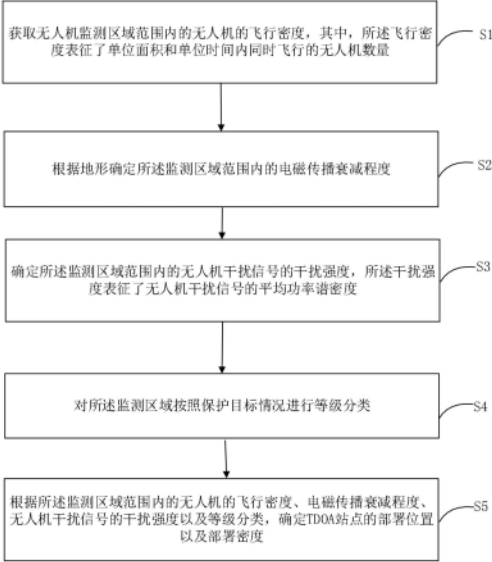 获取无人机监测区域范围内的无人机的飞行密度，其中，所述飞行密
度表征了单位面积和单位时间内同时飞行的无人机数量
S1
根据地形确定所述监测区域范围内的电磁传播衰减程度
S2
确定所述监测区域范围内的无人机干扰信号的干扰强度，所述干扰强
度表征了无人机干扰信号的平均功率谱密度
S3
对所述监测区域按照保护目标情况进行等级分类
S4
根据所述监测区域范围内的无人机的飞行密度、电磁传播衰减程度、
无人机干扰信号的干扰强度以及等级分类，确定TDOA站点的部署位置
以及部署密度
S5